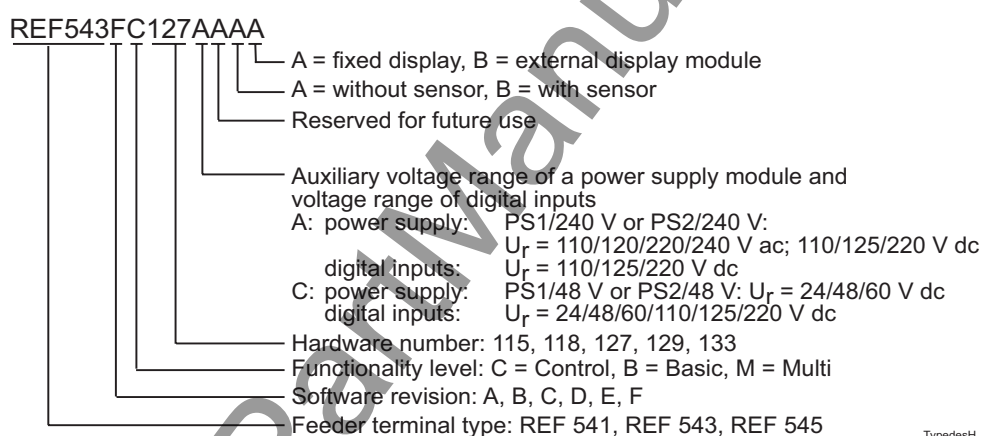 REF543FC127AAAA
A = fixed display, B = external display module
A = without sensor, B = with sensor
Reserved for future use
Auxiliary voltage range of a power supply module and
voltage range of digital inputs
A: power supply: PS1/240 V or PS2/240 V:
Ur = 110/120/220/240 V ac; 110/125/220 V dc
digital inputs: Ur = 110/125/220 V dc
C: power supply: PS1/48 V or PS2/48 V: Ur = 24/48/60 V dc
digital inputs: Ur = 24/48/60/110/125/220 V dc
Hardware number: 115, 118, 127, 129, 133
Functionality level: C = Control, B = Basic, M = Multi
Software revision: A, B, C, D, E, F
Feeder terminal type: REF 541, REF 543, REF 545
TypedesH
PartManu